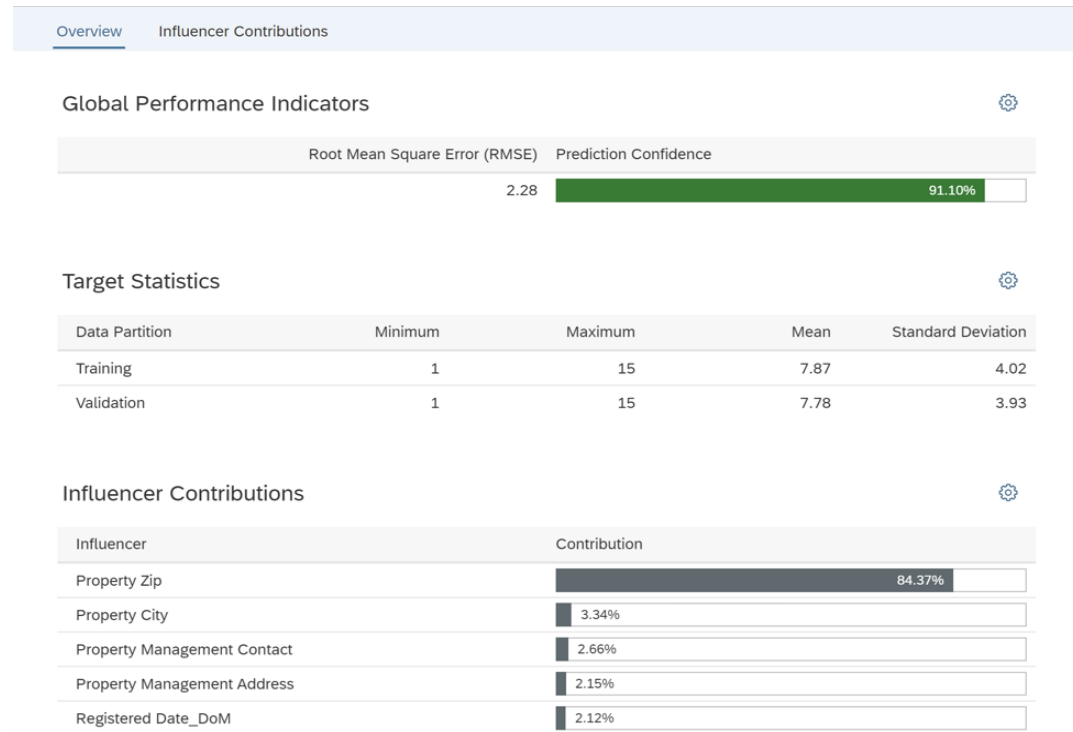 Overview Influencer Contributions
Global Performance Indicators
Root Mean Square Error (RMSE) Prediction Confidence
2.28 91.10%
Target Statistics
Data Partition Minimum Maximum Mean Standard Deviation
Training 1 15 7.87 4.02
Validation 1 15 7.78 3.93
Influencer Contributions
Influencer Contribution
Property Zip 84.37%
Property City 3.34%
Property Management Contact 2.66%
Property Management Address 2.15%
Registered Date_DoM 2.12%